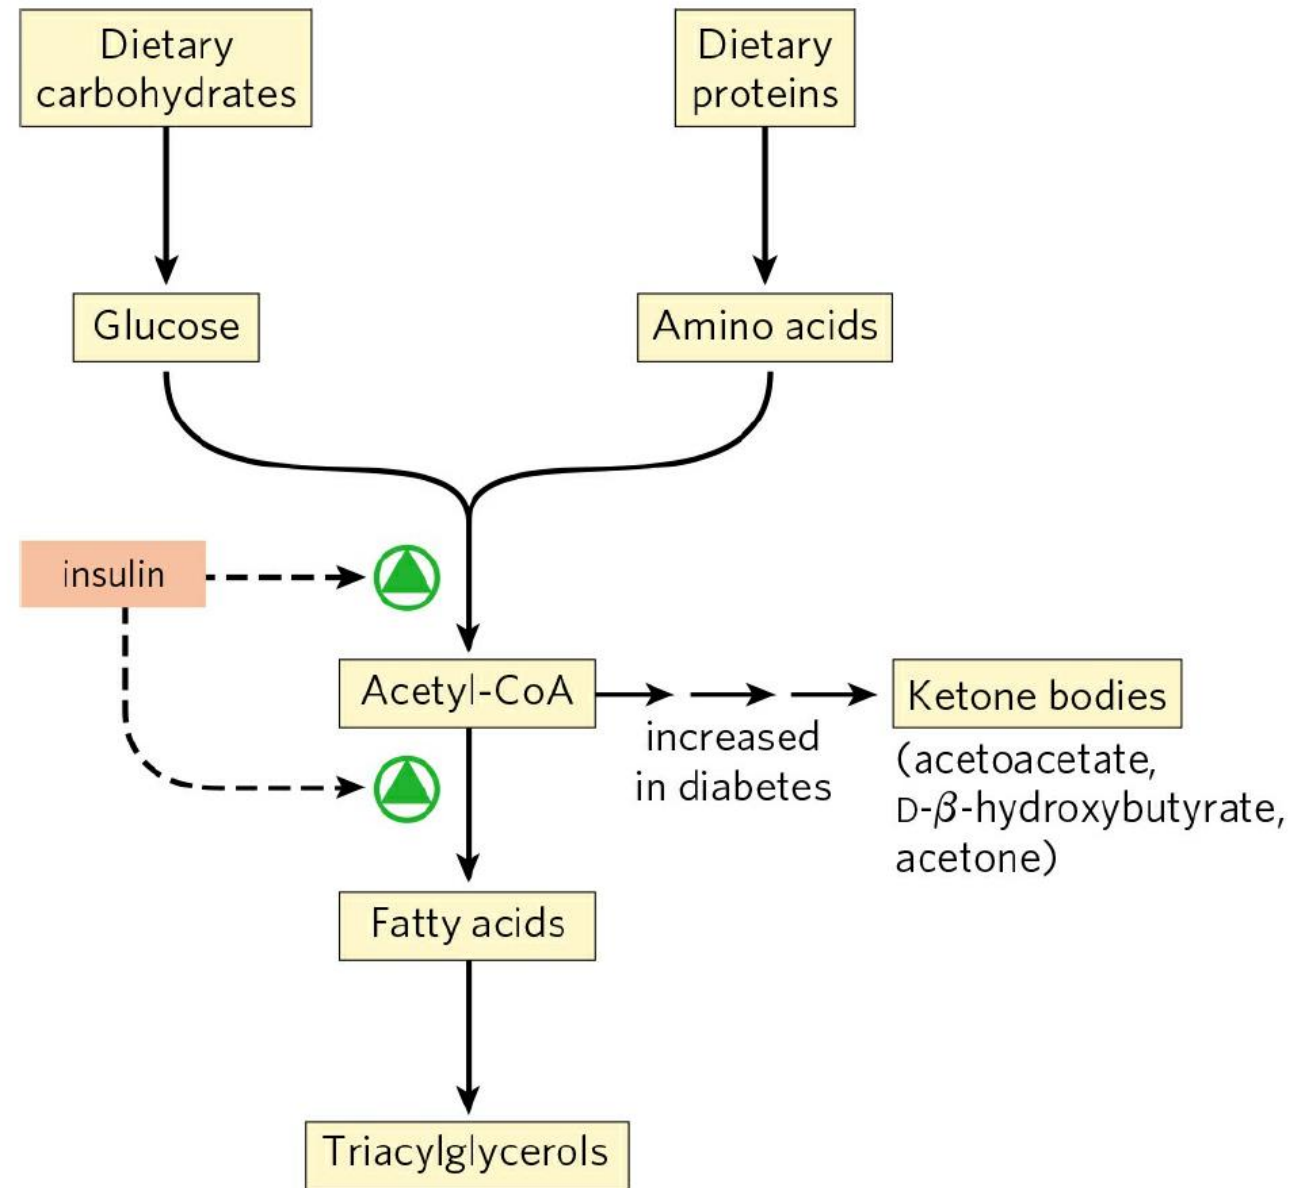 Dietary
carbohydrates
Dietary
proteins
Glucose
Amino acids
insulin
Acetyl-CoA
increased
in diabetes
Ketone bodies
(acetoacetate,
D-β-hydroxybutyrate,
acetone)
Fatty acids
Triacylglycerols